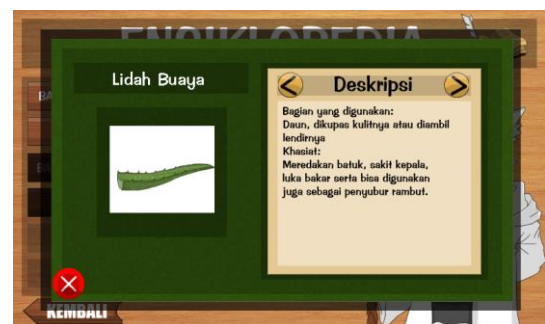 ENSIKLOPEDIA
Lidah Buaya
Deskripsi
Bagian yang digunakan:
Daun, dikupas kulitnya atau diambil
lendirnya
Khasiat:
Meredakan batuk, sakit kepala,
luka bakar serta bisa digunakan
juga sebagai penyubur rambut.
KEMBALI